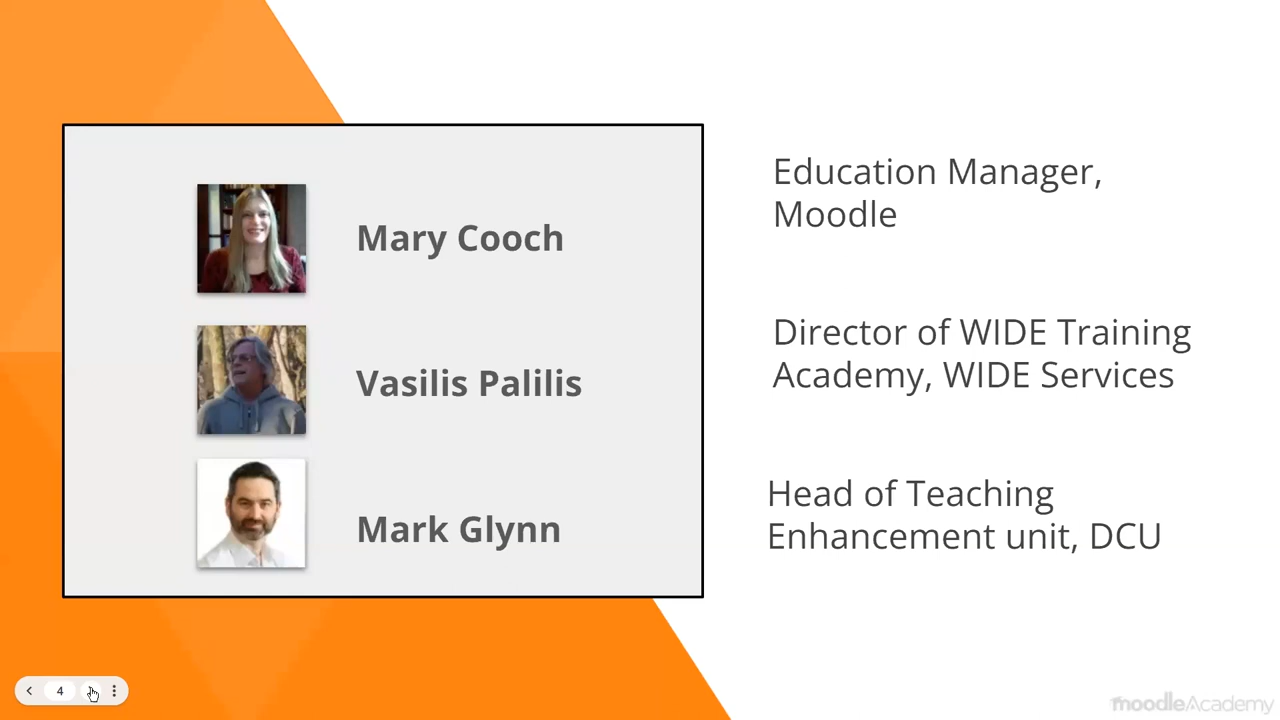 Mary Cooch
Education Manager,
Moodle
Vasilis Palilis
Director of WIDE Training
Academy, WIDE Services
Mark Glynn
Head of Teaching
Enhancement unit, DCU
4
moodleAcademy